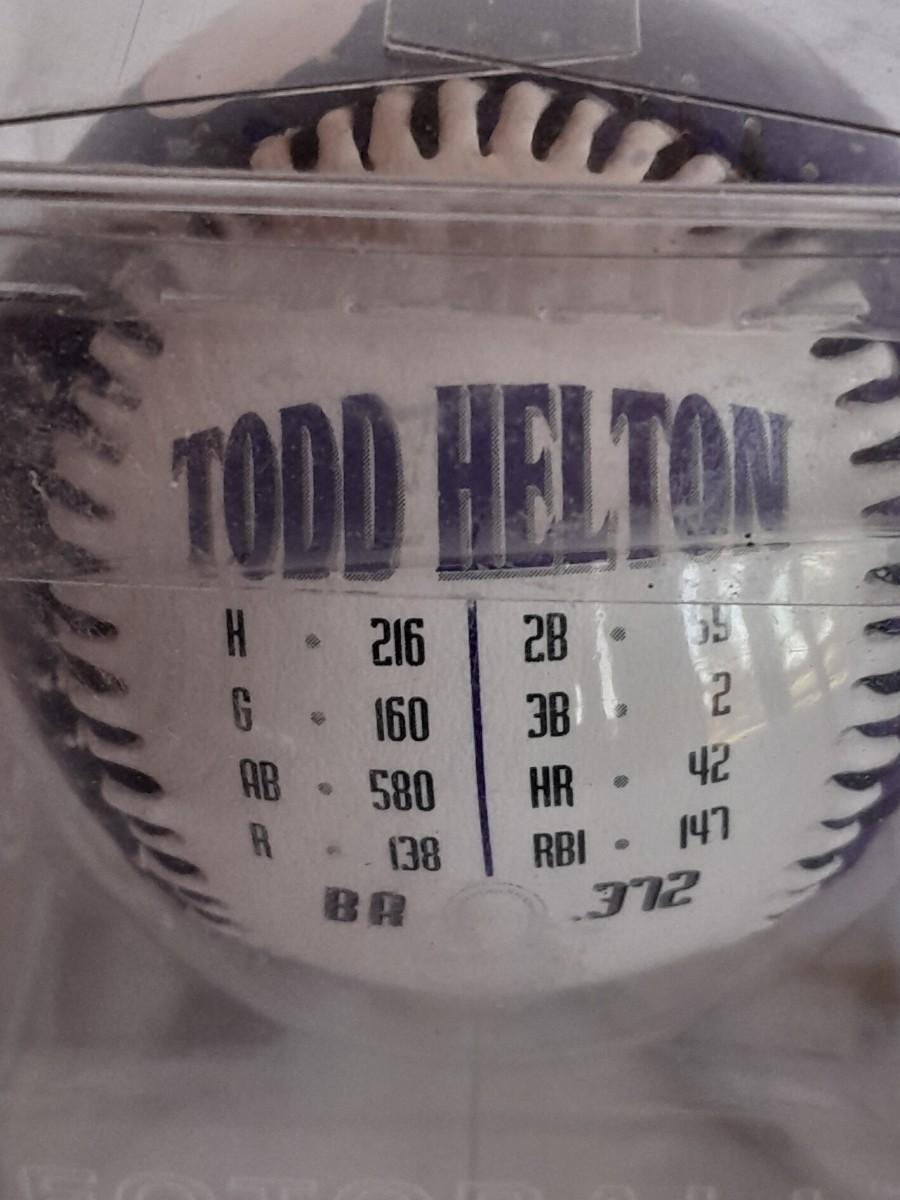 TODD HELTON
H • 216 2B •
G • 160 3B • 2
AB • 580 HR • 42
R • 138 RBI • 147
BA .372